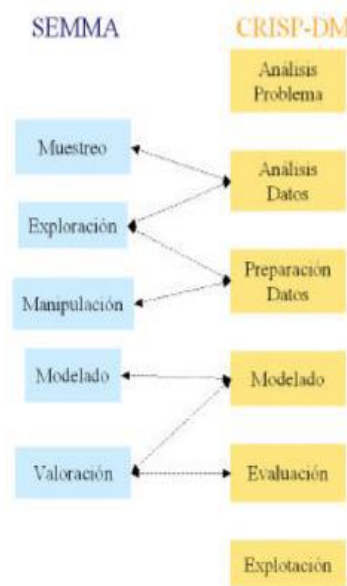 SEMMA
CRISP-DM
Análisis
Problema
Muestreo
Análisis
Datos
Exploración
Preparación
Datos
Manipulación
Modelado
Modelado
Valoración
Evaluación
Explotación